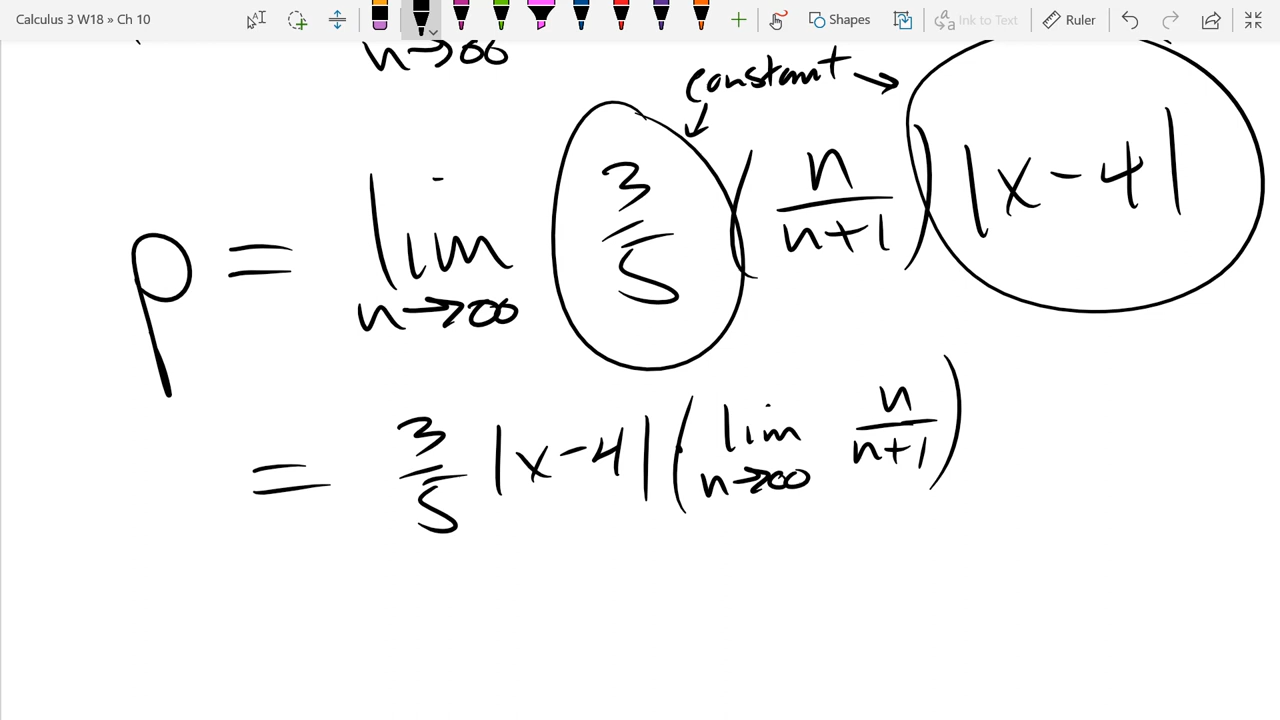 Calculus 3 W18 » Ch 10
Shapes
Link to Text
Ruler
n→∞
constant →
ρ = lim n→∞ 3/5 (n/(n+1)) |x-4|
= 3/5 |x-4| (lim n→∞ n/(n+1))